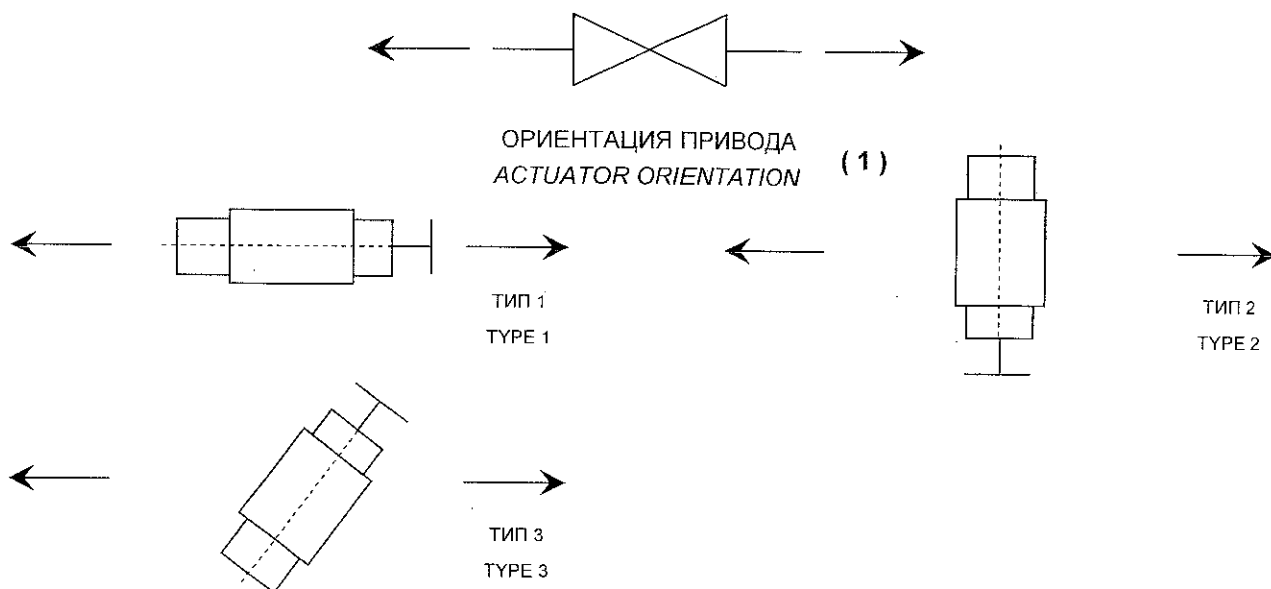 ОРИЕНТАЦИЯ ПРИВОДА
ACTUATOR ORIENTATION
(1)
ТИП 1
TYPE 1
ТИП 2
TYPE 2
ТИП 3
TYPE 3